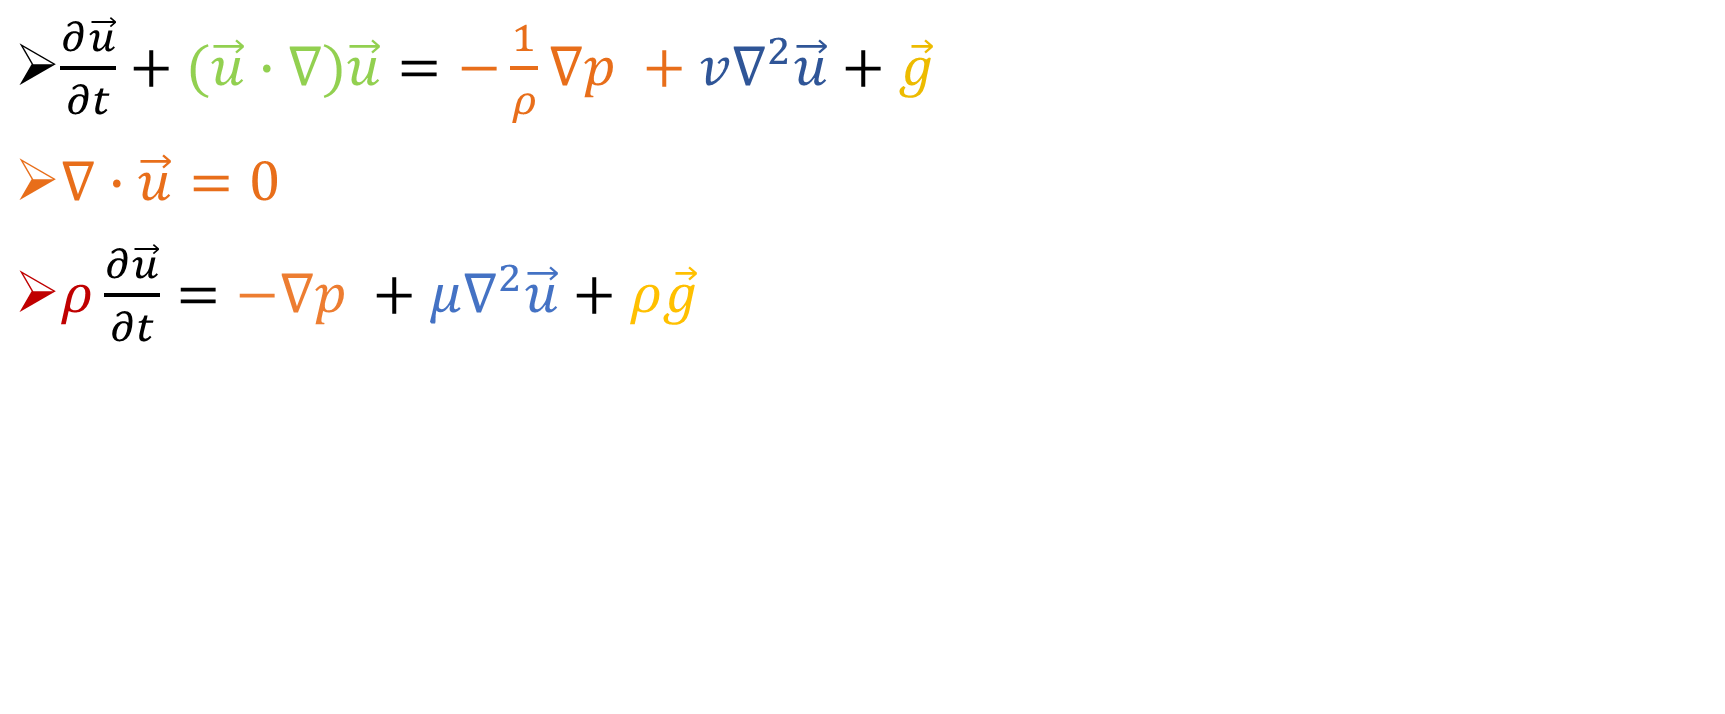 ➢ ∂u⃗/∂t + (u⃗ · ∇)u⃗ = −1/ρ ∇p + ν∇²u⃗ + g⃗
➢ ∇ · u⃗ = 0
➢ ρ ∂u⃗/∂t = −∇p + μ∇²u⃗ + ρg⃗